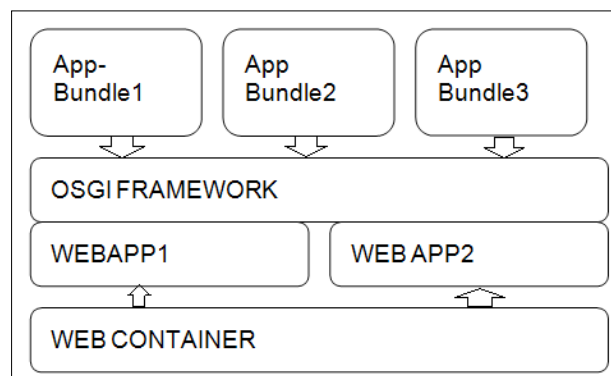 App-
Bundle1
App
Bundle2
App
Bundle3
OSGI FRAMEWORK
WEBAPP1
WEB APP2
WEB CONTAINER